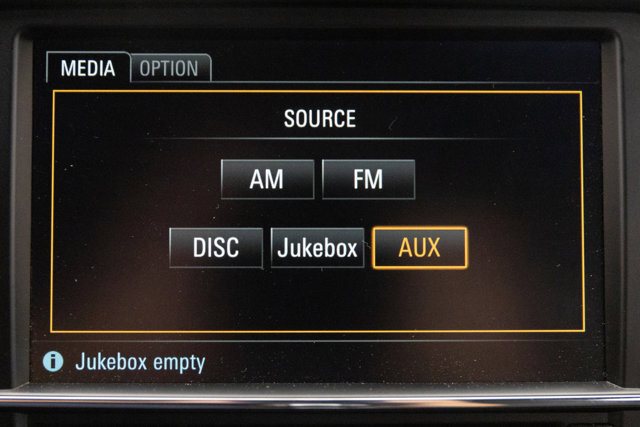 MEDIA OPTION
SOURCE
AM FM
DISC Jukebox AUX
i Jukebox empty